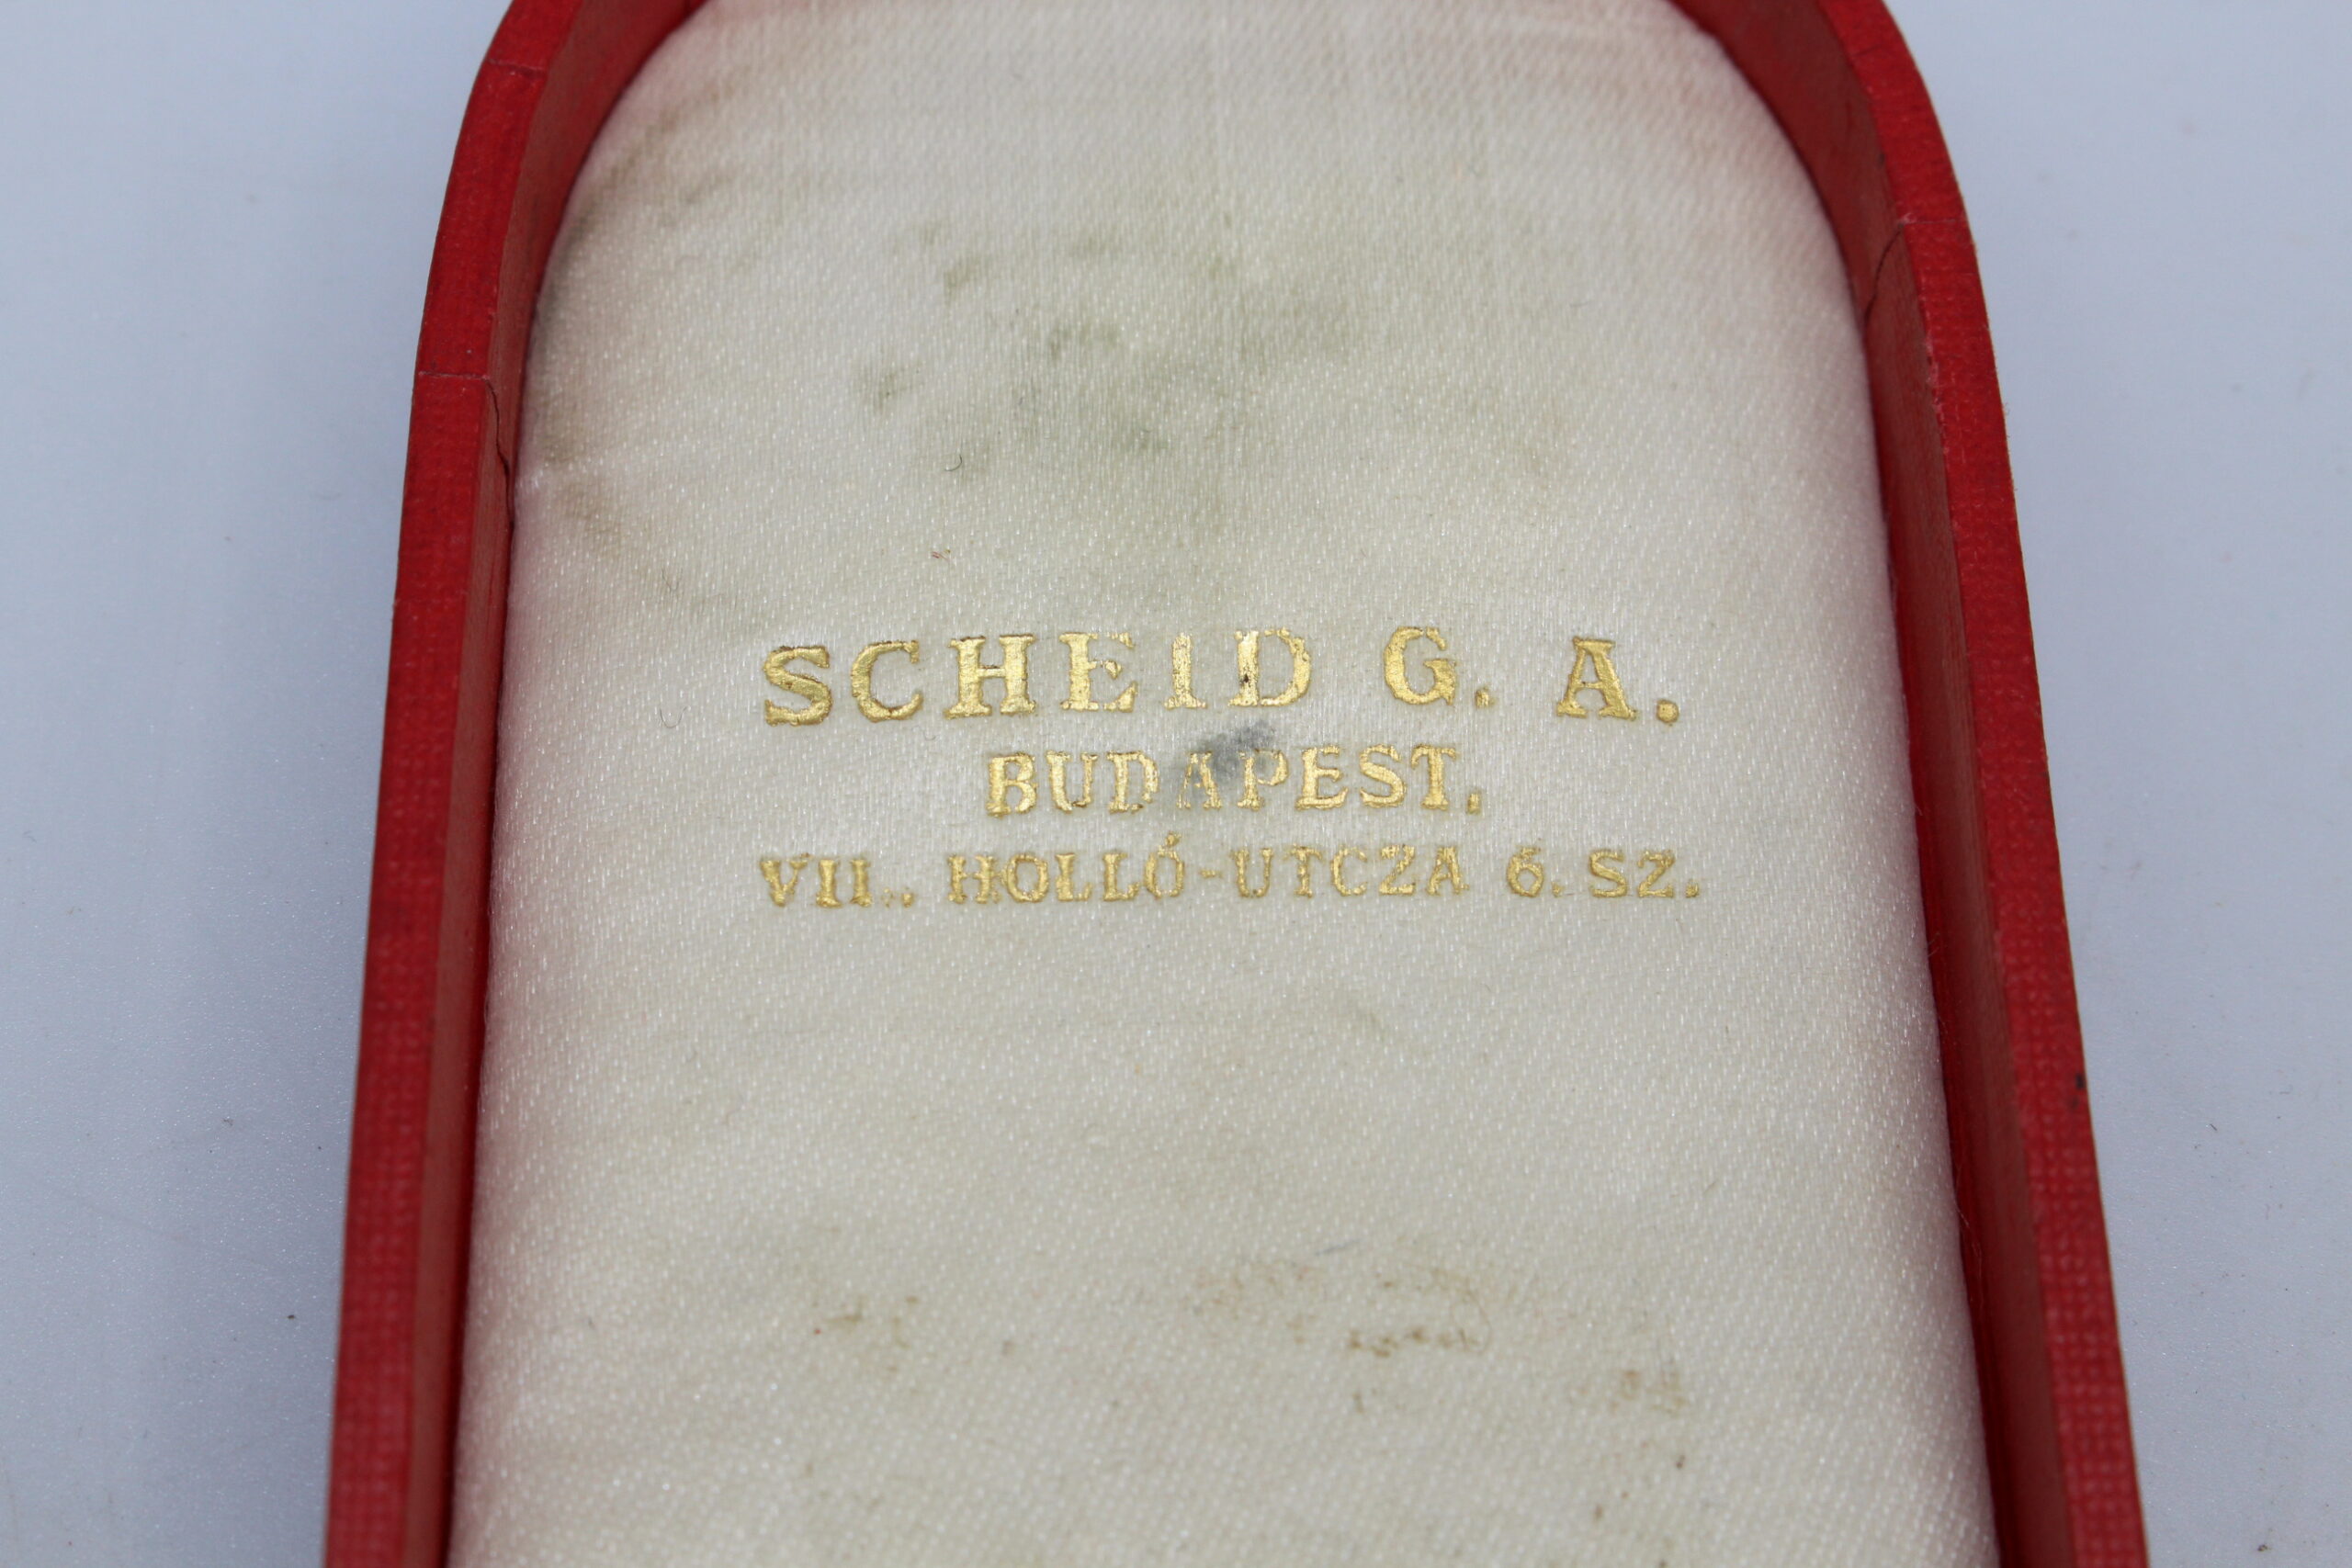 SCHEID G. A.
BUDAPEST,
VII., HOLLÓ-UTCZA 6. SZ.